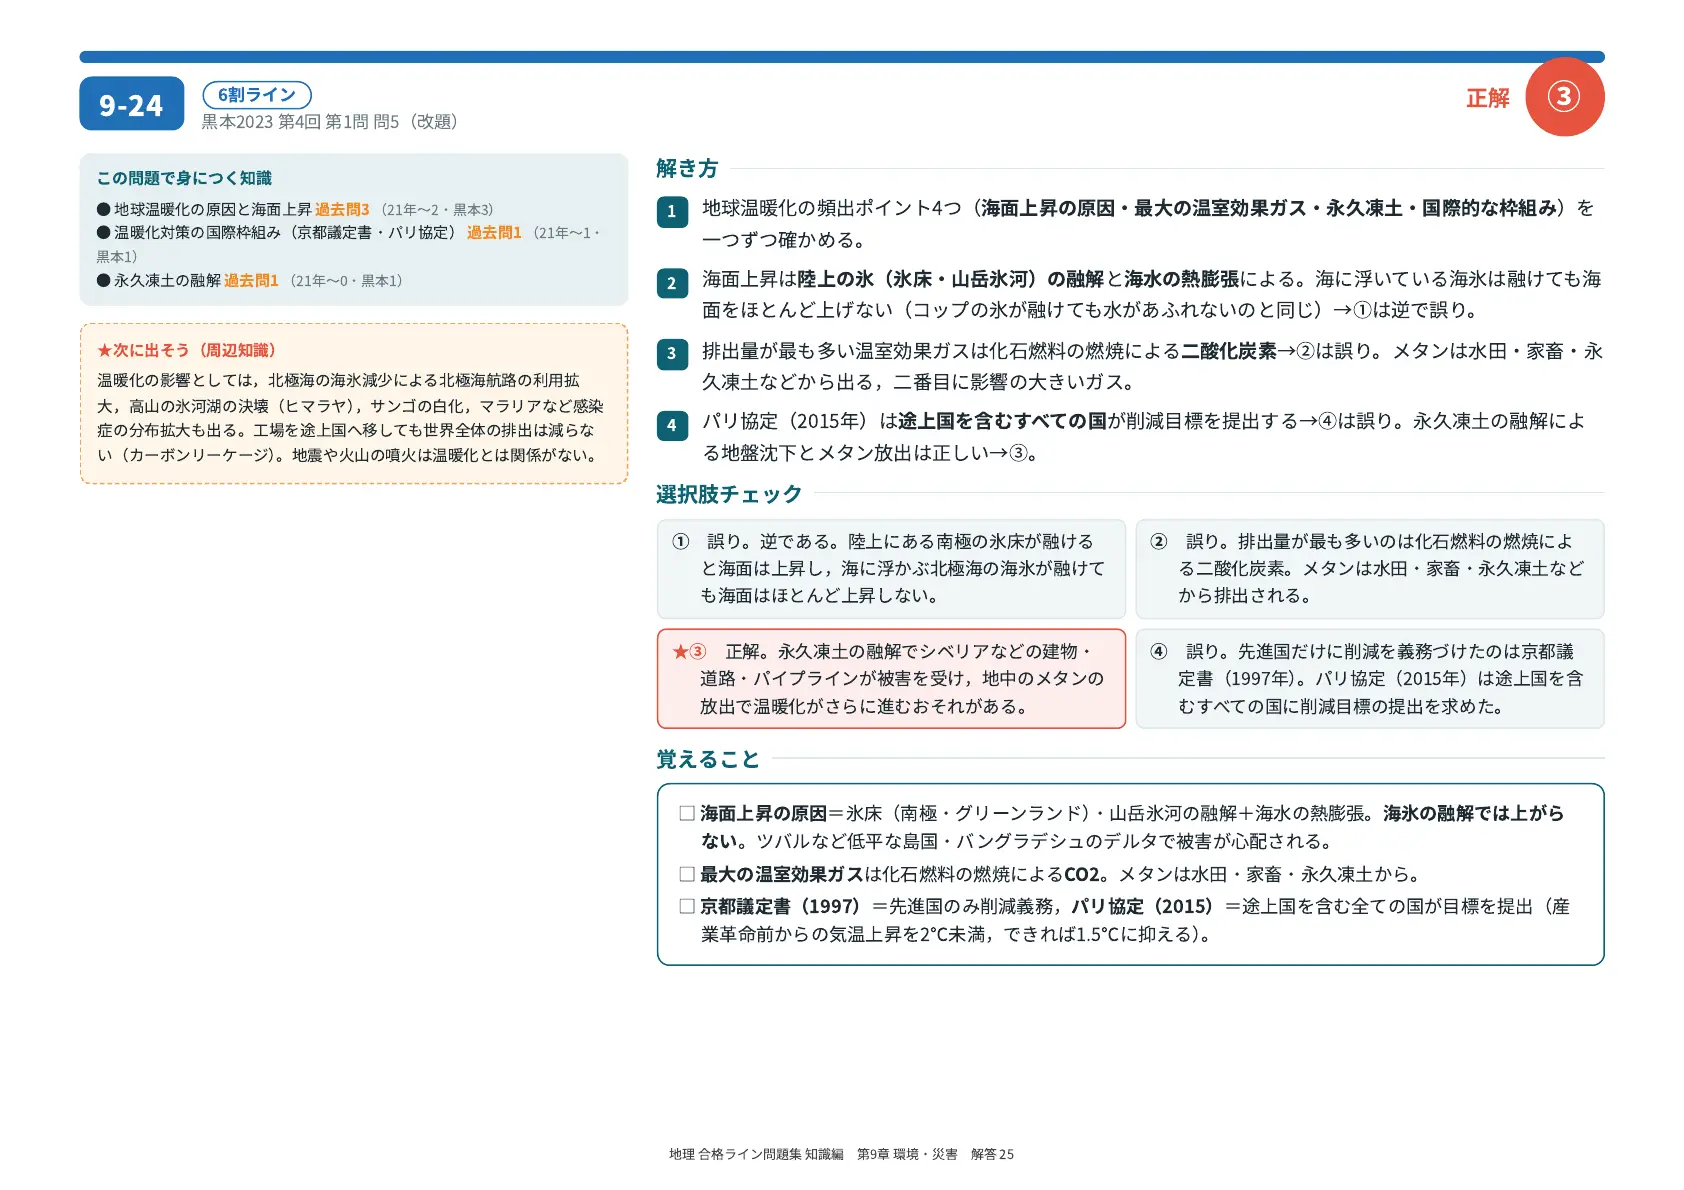 9-24
6割ライン
黒本2023 第4回 第1問 問5（改題）
正解 ③
この問題で身につく知識
●地球温暖化の原因と海面上昇 過去問3（21年〜2・黒本3）
●温暖化対策の国際枠組み（京都議定書・パリ協定） 過去問1（21年〜1・
黒本1）
●永久凍土の融解 過去問1（21年〜0・黒本1）
★次に出そう（周辺知識）
温暖化の影響としては，北極海の海氷減少による北極海航路の利用拡
大，高山の氷河湖の決壊（ヒマラヤ），サンゴの白化，マラリアなど感染
症の分布拡大も出る。工場を途上国へ移しても世界全体の排出は減らな
い（カーボンリーケージ）。地震や火山の噴火は温暖化とは関係がない。
解き方
1 地球温暖化の頻出ポイント4つ（海面上昇の原因・最大の温室効果ガス・永久凍土・国際的な枠組み）を
一つずつ確かめる。
2 海面上昇は陸上の氷（氷床・山岳氷河）の融解と海水の熱膨張による。海に浮いている海氷は融けても海
面をほとんど上げない（コップの氷が融けても水があふれないのと同じ）→①は逆で誤り。
3 排出量が最も多い温室効果ガスは化石燃料の燃焼による二酸化炭素→②は誤り。メタンは水田・家畜・永
久凍土などから出る，二番目に影響の大きいガス。
4 パリ協定（2015年）は途上国を含むすべての国が削減目標を提出する→④は誤り。永久凍土の融解によ
る地盤沈下とメタン放出は正しい→③。
選択肢チェック
① 誤り。逆である。陸上にある南極の氷床が融ける
と海面は上昇し，海に浮かぶ北極海の海氷が融けて
も海面はほとんど上昇しない。
② 誤り。排出量が最も多いのは化石燃料の燃焼によ
る二酸化炭素。メタンは水田・家畜・永久凍土など
から排出される。
★③ 正解。永久凍土の融解でシベリアなどの建物・
道路・パイプラインが被害を受け，地中のメタンの
放出で温暖化がさらに進むおそれがある。
④ 誤り。先進国だけに削減を義務づけたのは京都議
定書（1997年）。パリ協定（2015年）は途上国を含
むすべての国に削減目標の提出を求めた。
覚えること
□ 海面上昇の原因＝氷床（南極・グリーンランド）・山岳氷河の融解＋海水の熱膨張。海氷の融解では上がら
ない。ツバルなど低平な島国・バングラデシュのデルタで被害が心配される。
□ 最大の温室効果ガスは化石燃料の燃焼によるCO2。メタンは水田・家畜・永久凍土から。
□ 京都議定書（1997）＝先進国のみ削減義務，パリ協定（2015）＝途上国を含む全ての国が目標を提出（産
業革命前からの気温上昇を2℃未満，できれば1.5℃に抑える）。
地理 合格ライン問題集 知識編 第9章 環境・災害 解答25